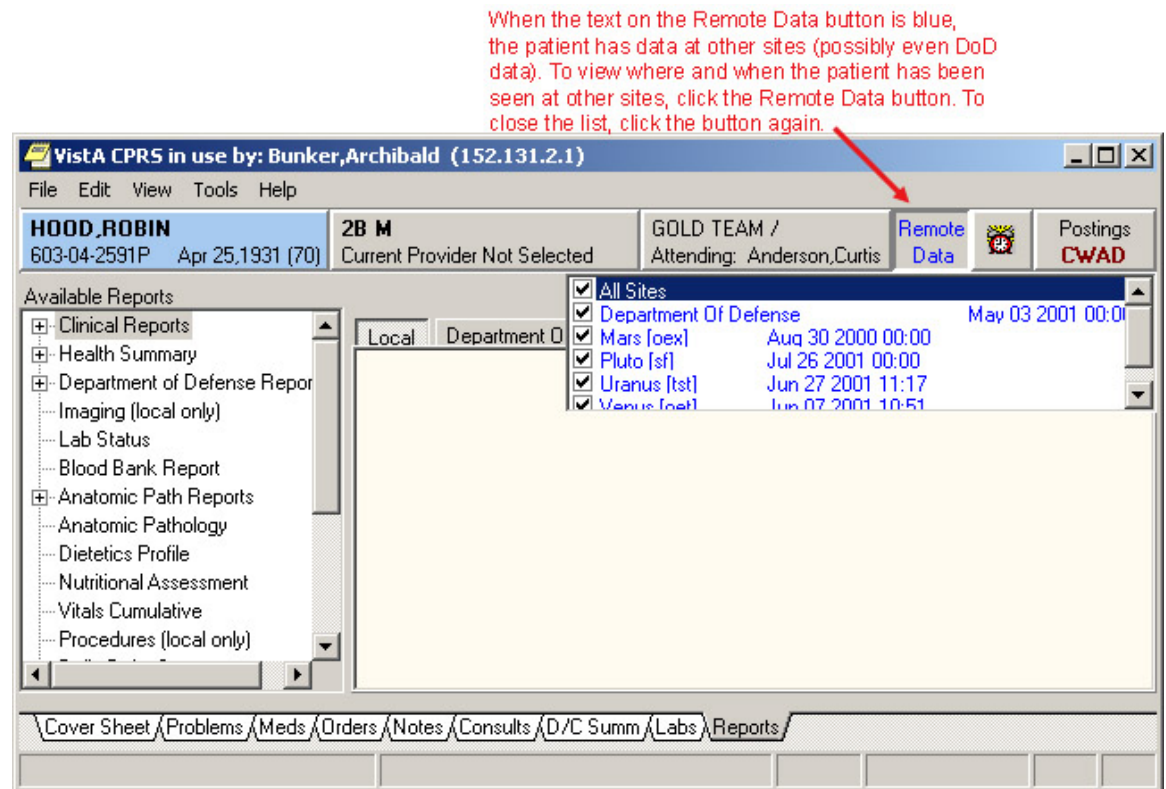 When the text on the Remote Data button is blue,
the patient has data at other sites (possibly even DoD
data). To view where and when the patient has been
seen at other sites, click the Remote Data button. To
close the list, click the button again.
VistA CPRS in use by: Bunker,Archibald (152.131.2.1)
File Edit View Tools Help
HOOD,ROBIN
603-04-2591P Apr 25,1931 (70)
2B M
Current Provider Not Selected
GOLD TEAM /
Attending: Anderson,Curtis
Remote
Data
Postings
CWAD
Available Reports
Clinical Reports
Health Summary
Department of Defense Repor
Imaging (local only)
Lab Status
Blood Bank Report
Anatomic Path Reports
Anatomic Pathology
Dietetics Profile
Nutritional Assessment
Vitals Cumulative
Procedures (local only)
Local Department O
All Sites
Department Of Defense May 03 2001 00:0
Mars [oex] Aug 30 2000 00:00
Pluto [sf] Jul 26 2001 00:00
Uranus [tst] Jun 27 2001 11:17
Venus [oet] Jun 07 2001 10:51
Cover Sheet Problems Meds Orders Notes Consults D/C Summ Labs Reports